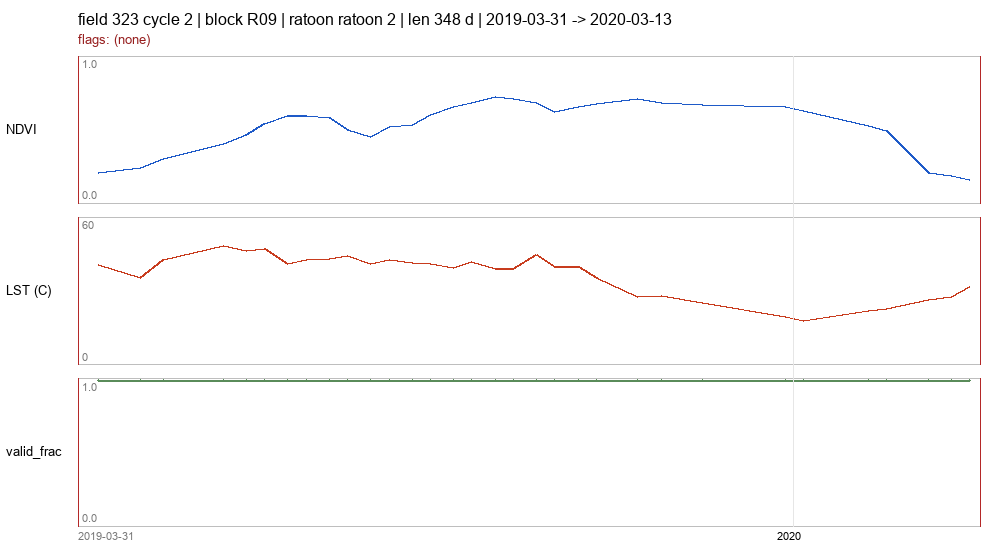 field 323 cycle 2 | block R09 | ratoon ratoon 2 | len 348 d | 2019-03-31 -> 2020-03-13
flags: (none)
1.0
NDVI
0.0
60
LST (C)
0
1.0
valid_frac
0.0
2019-03-31
2020